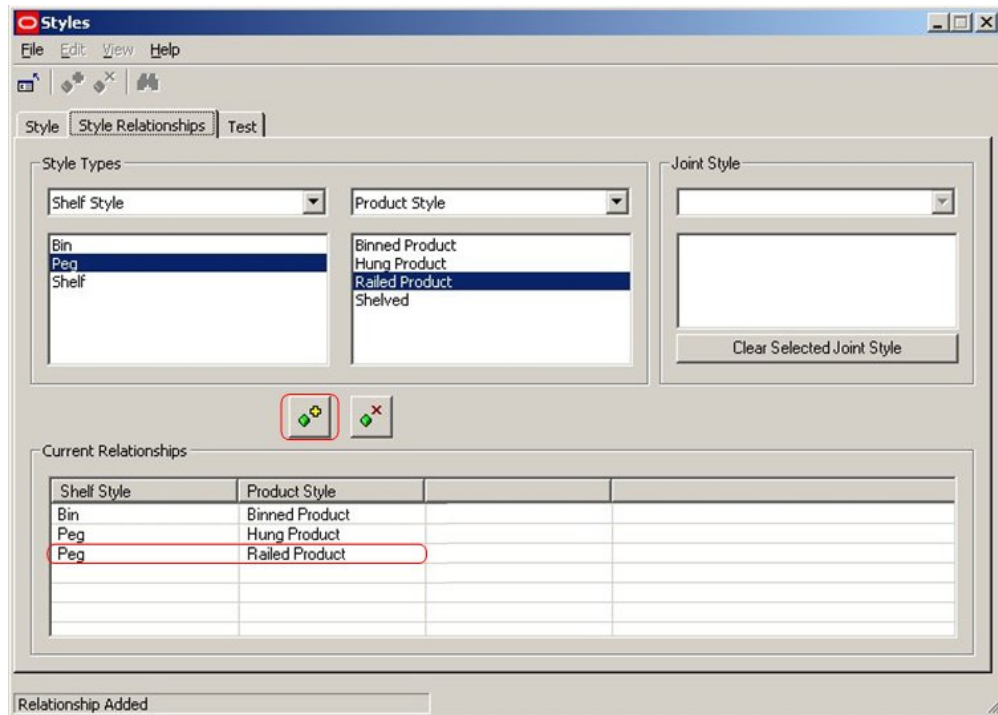 Styles
File Edit View Help
Style Style Relationships Test
Style Types
Joint Style
Shelf Style
Product Style
Bin
Peg
Shelf
Binned Product
Hung Product
Railed Product
Shelved
Clear Selected Joint Style
Current Relationships
Shelf Style Product Style
Bin Binned Product
Peg Hung Product
Peg Railed Product
Relationship Added